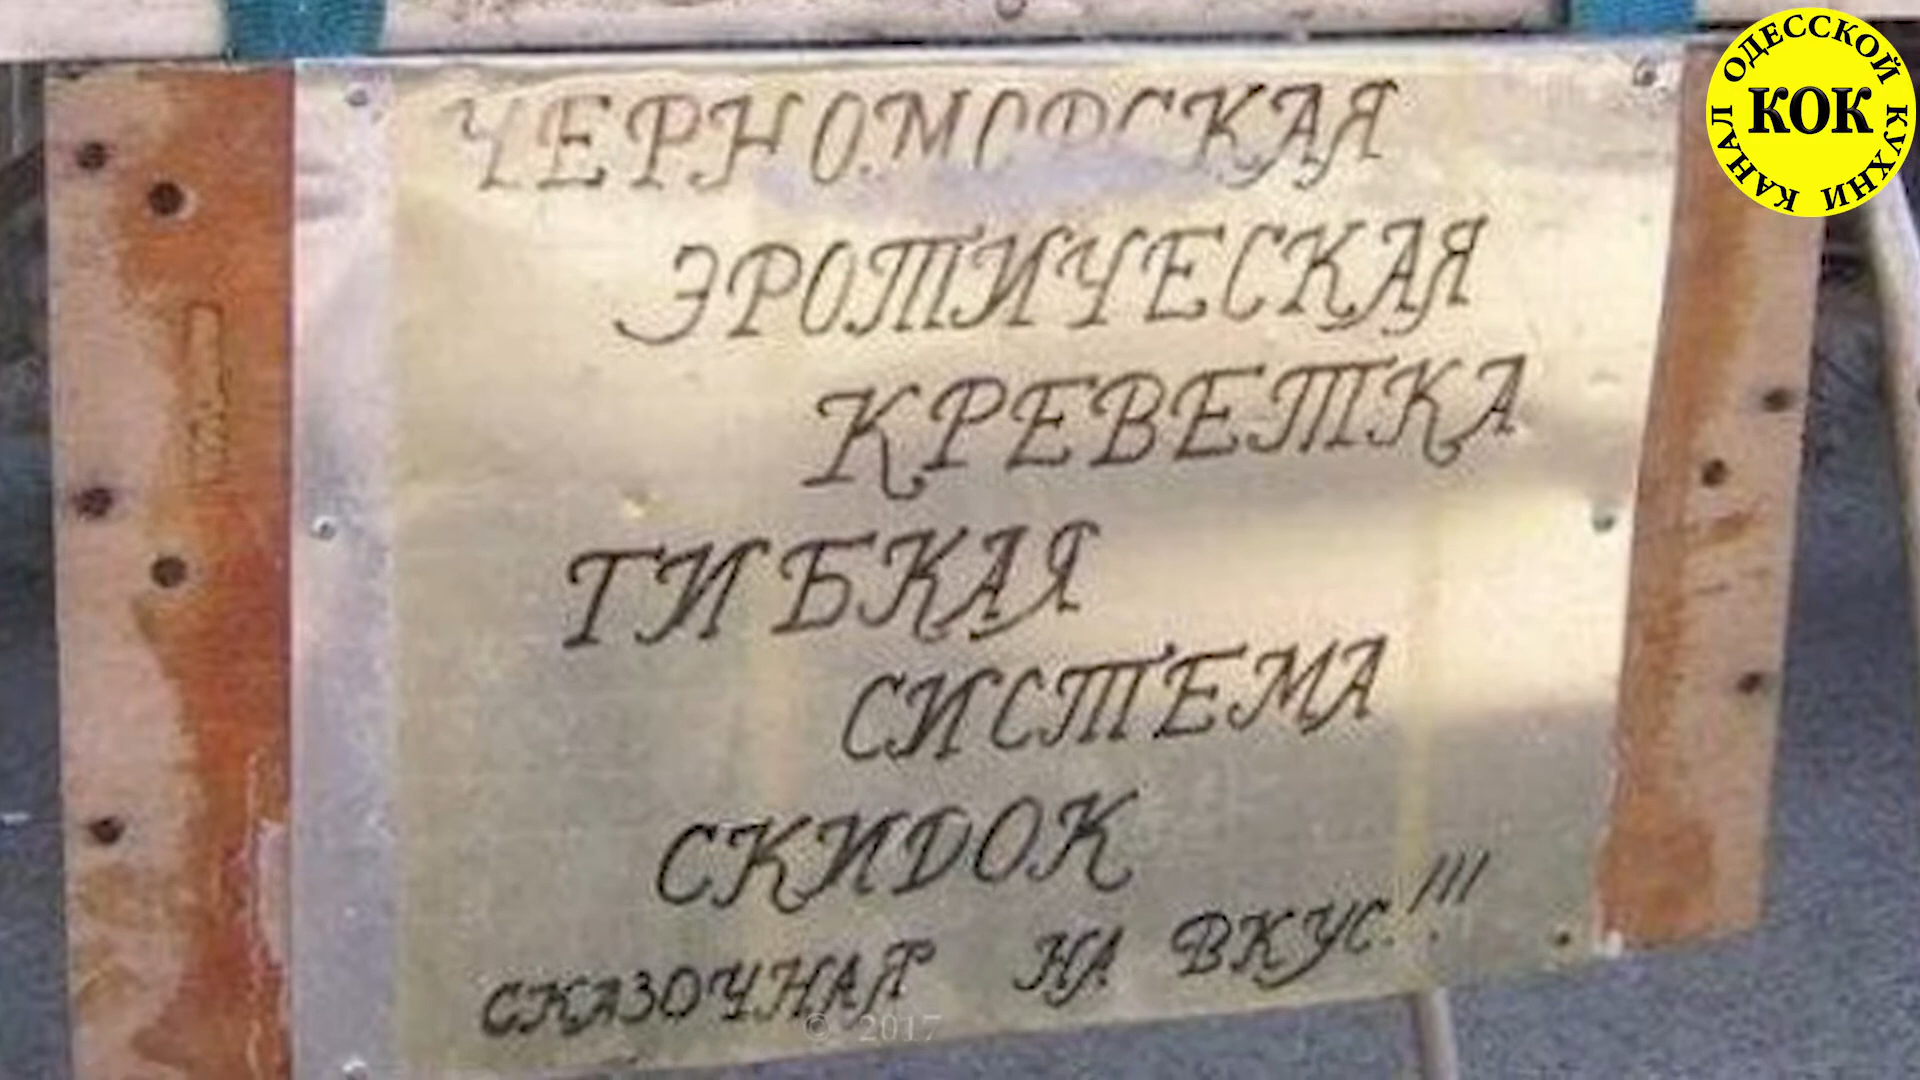 ЧЕРНОМОРСКАЯ
ЭРОТИЧЕСКАЯ
КРЕВЕТКА
ГИБКАЯ
СИСТЕМА
СКИДОК
СКАЗОЧНАЯ НА ВКУС!!!
© 2017
КАНАЛ ОДЕССКОЙ КУХНИ
КОК